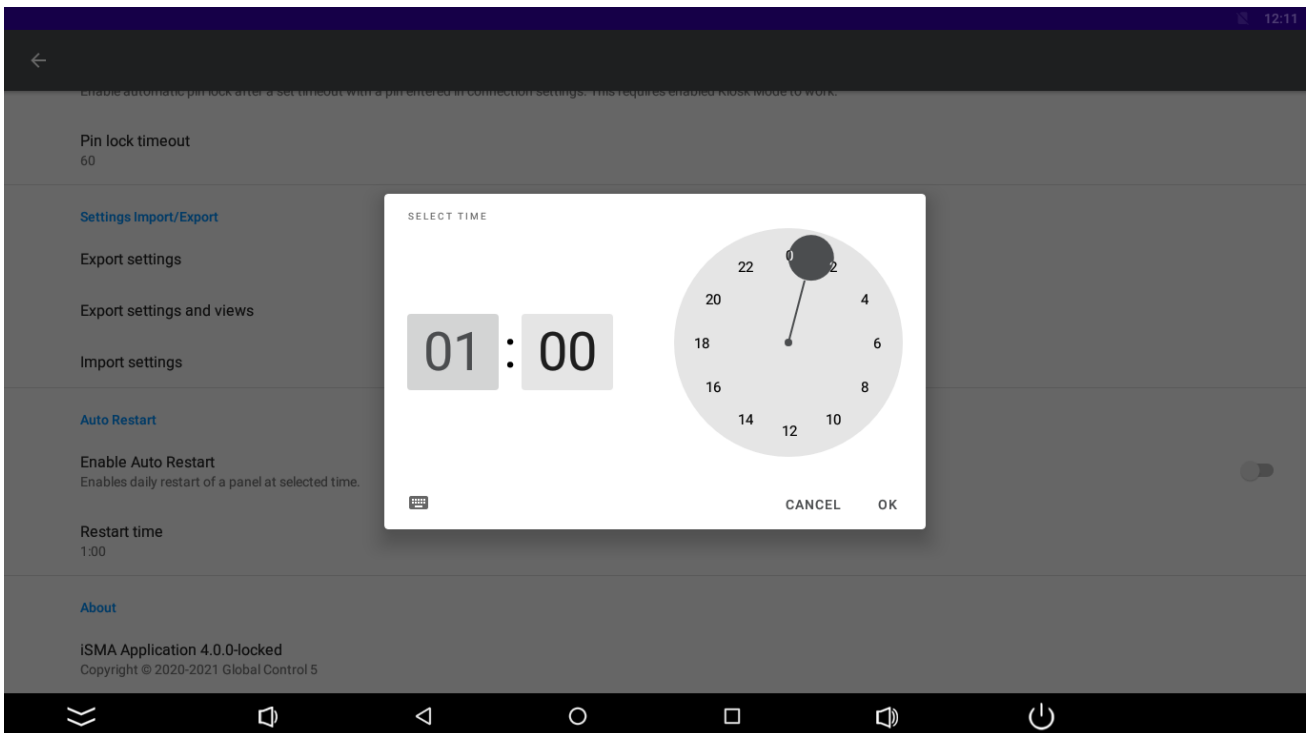 12:11
Enable automatic pin lock after a set timeout with a pin entered in connection settings. This requires enabled Kiosk Mode to work.
Pin lock timeout
60
Settings Import/Export
Export settings
Export settings and views
Import settings
Auto Restart
Enable Auto Restart
Enables daily restart of a panel at selected time.
Restart time
1:00
About
iSMA Application 4.0.0-locked
Copyright © 2020-2021 Global Control 5
SELECT TIME
01 : 00
0
2
4
6
8
10
12
14
16
18
20
22
CANCEL OK